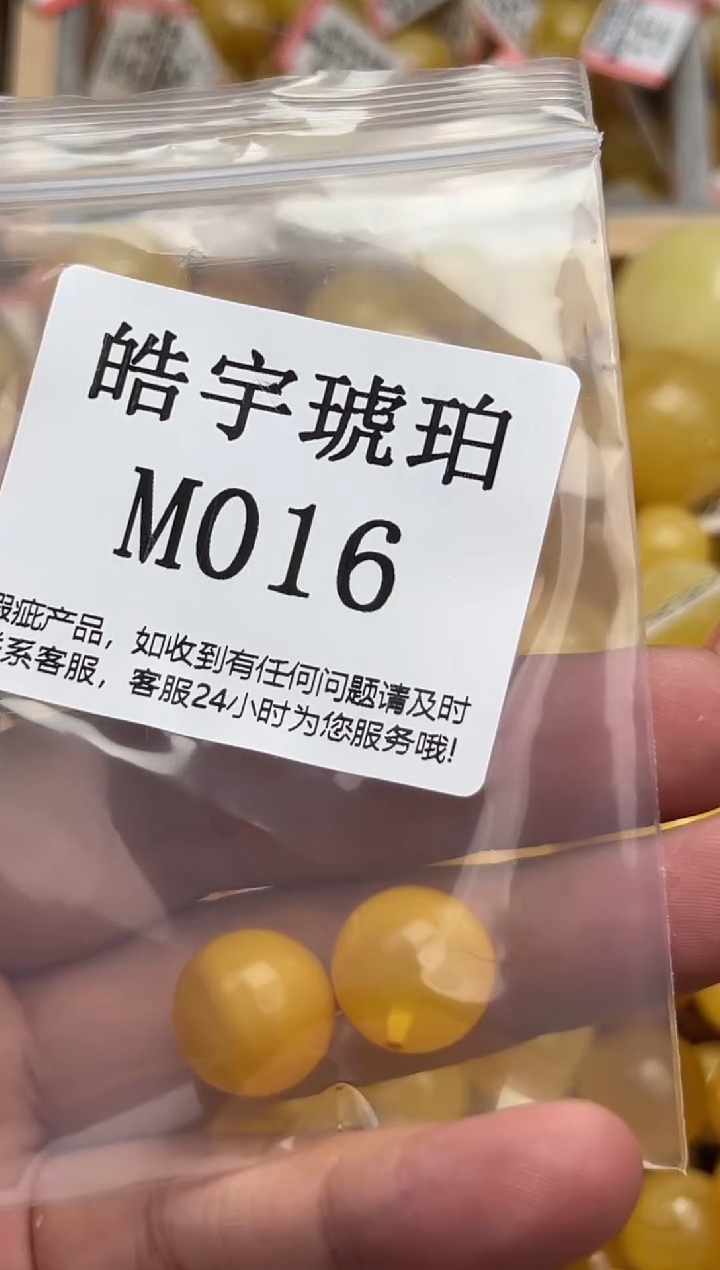 皓宇琥珀
M016
瑕疵产品，如收到有任何问题请及时
系客服，客服24小时为您服务哦!